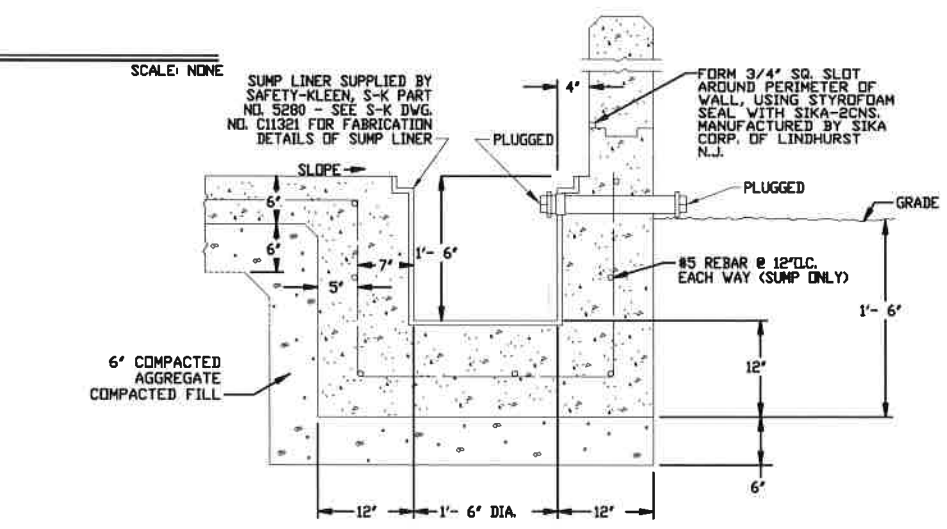 SCALE: NONE
SUMP LINER SUPPLIED BY
SAFETY-KLEEN, S-K PART
NO. 5280 - SEE S-K DWG.
NO. C11321 FOR FABRICATION
DETAILS OF SUMP LINER
4"
FORM 3/4" SQ. SLOT
AROUND PERIMETER OF
WALL, USING STYROFOAM
SEAL WITH SIKA-2CNS.
MANUFACTURED BY SIKA
CORP. OF LINDHURST
N.J.
PLUGGED
SLOPE
PLUGGED
GRADE
6"
6"
7"
1'- 6"
5"
#5 REBAR @ 12"O.C.
EACH WAY (SUMP ONLY)
1'- 6"
6" COMPACTED
AGGREGATE
COMPACTED FILL
12"
6"
12"
1'- 6" DIA.
12"